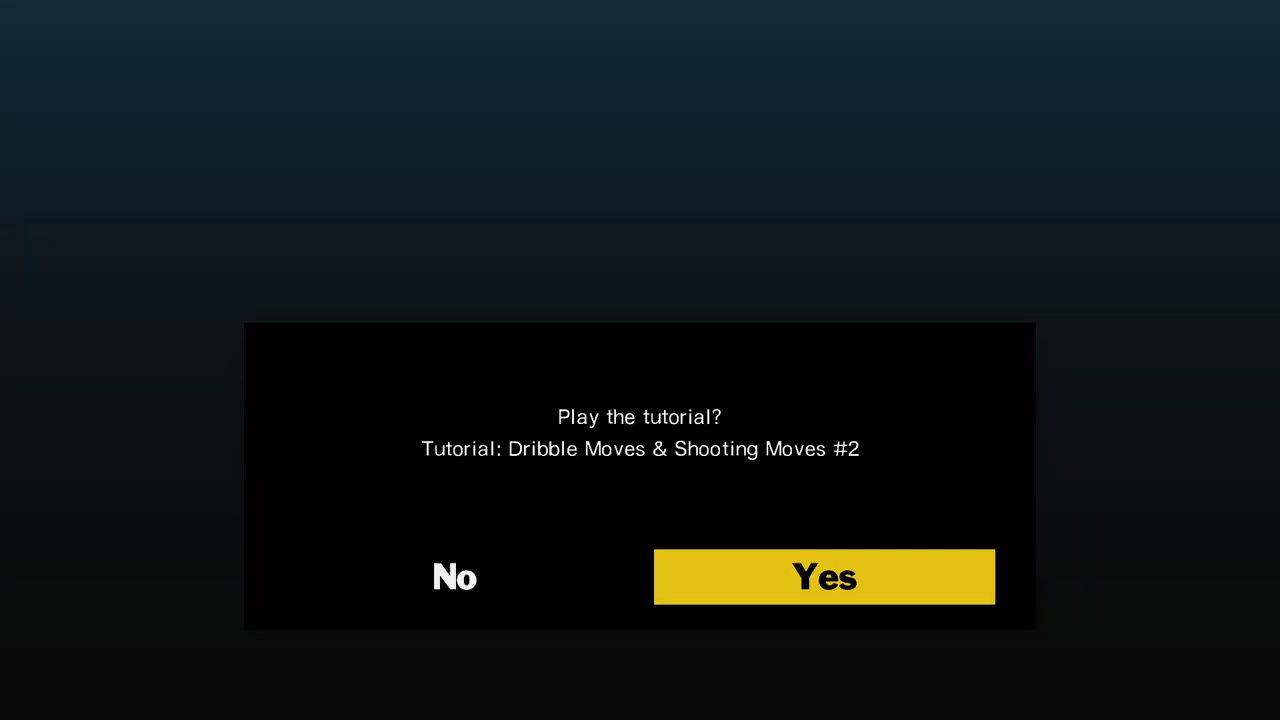 Play the tutorial?
Tutorial: Dribble Moves & Shooting Moves #2
No Yes